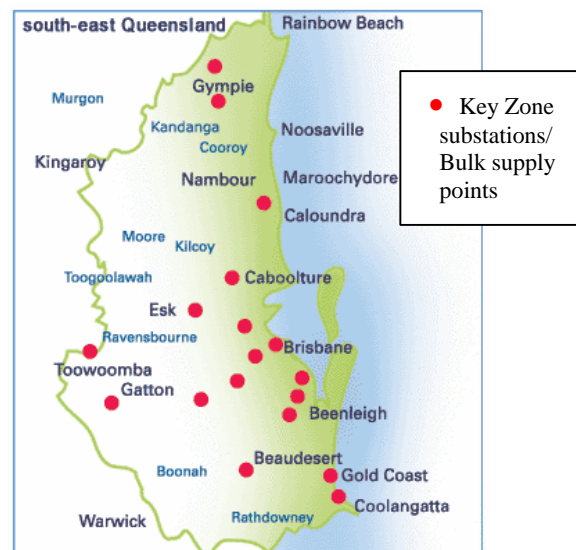 south-east Queensland
Rainbow Beach
Gympie
Murgon
Kandanga
Noosaville
Cooroy
Kingaroy
Nambour
Maroochydore
Caloundra
Moore
Kilcoy
Toogoolawah
Caboolture
Esk
Ravensbourne
Brisbane
Toowoomba
Gatton
Beenleigh
Beaudesert
Boonah
Gold Coast
Coolangatta
Warwick
Rathdowney
Key Zone
substations/
Bulk supply
points